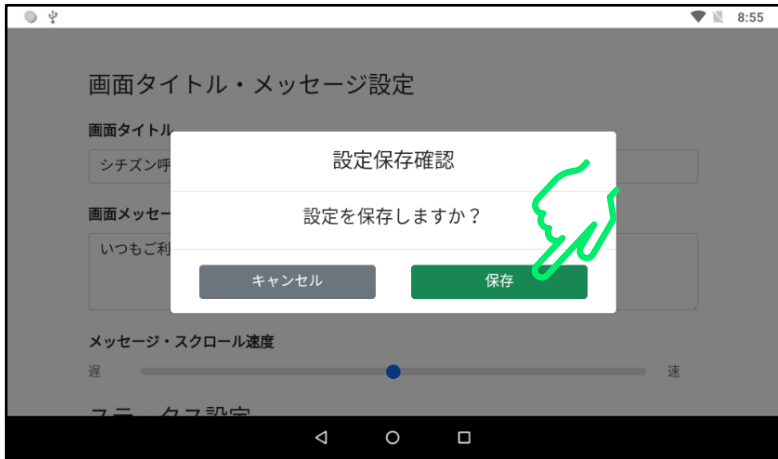 8:55
画面タイトル・メッセージ設定
画面タイトル
シチズン呼
設定保存確認
画面メッセー
設定を保存しますか？
いつもご利
キャンセル 保存
メッセージ・スクロール速度
遅 速